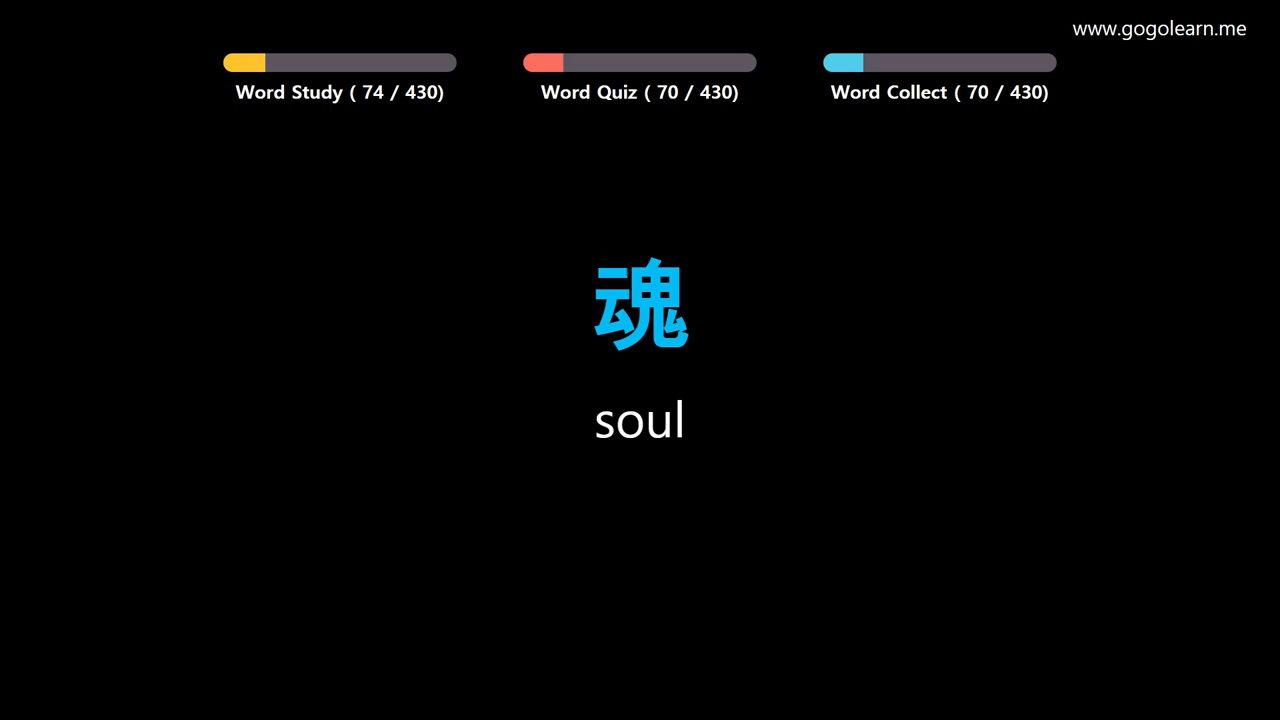 www.gogolearn.me
Word Study ( 74 / 430)
Word Quiz ( 70 / 430)
Word Collect ( 70 / 430)
魂
soul